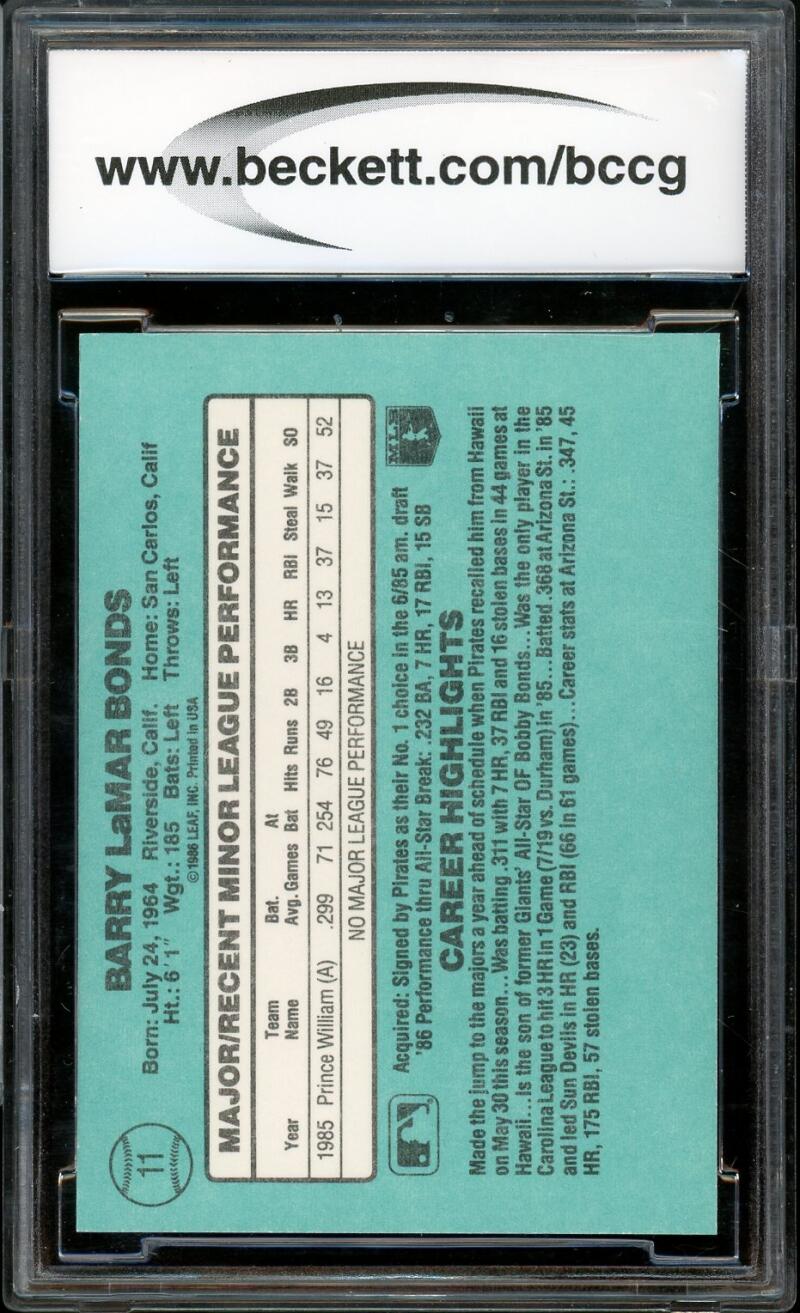 www.beckett.com/bccg
11
BARRY LaMAR BONDS
Born: July 24, 1964 Riverside, Calif. Home: San Carlos, Calif
Ht.: 6'1" Wgt.: 185 Bats: Left Throws: Left
©1986 LEAF, INC. Printed in USA
MAJOR/RECENT MINOR LEAGUE PERFORMANCE
Team Bat. At
Year Name Avg. Games Bat Hits Runs 2B 3B HR RBI Steal Walk SO
1985 Prince William (A) .299 71 254 76 49 16 4 13 37 15 37 52
NO MAJOR LEAGUE PERFORMANCE
Acquired: Signed by Pirates as their No. 1 choice in the 6/85 am. draft
'86 Performance thru All-Star Break: .232 BA, 7 HR, 17 RBI, 15 SB
MLS
CAREER HIGHLIGHTS
Made the jump to the majors a year ahead of schedule when Pirates recalled him from Hawaii
on May 30 this season...Was batting .311 with 7 HR, 37 RBI and 16 stolen bases in 44 games at
Hawaii...Is the son of former Giants' All-Star OF Bobby Bonds...Was the only player in the
Carolina League to hit 3 HR in 1 Game (7/19 vs. Durham) in '85...Batted .368 at Arizona St. in '85
and led Sun Devils in HR (23) and RBI (66 in 61 games)...Career stats at Arizona St.: .347, 45
HR, 175 RBI, 57 stolen bases.